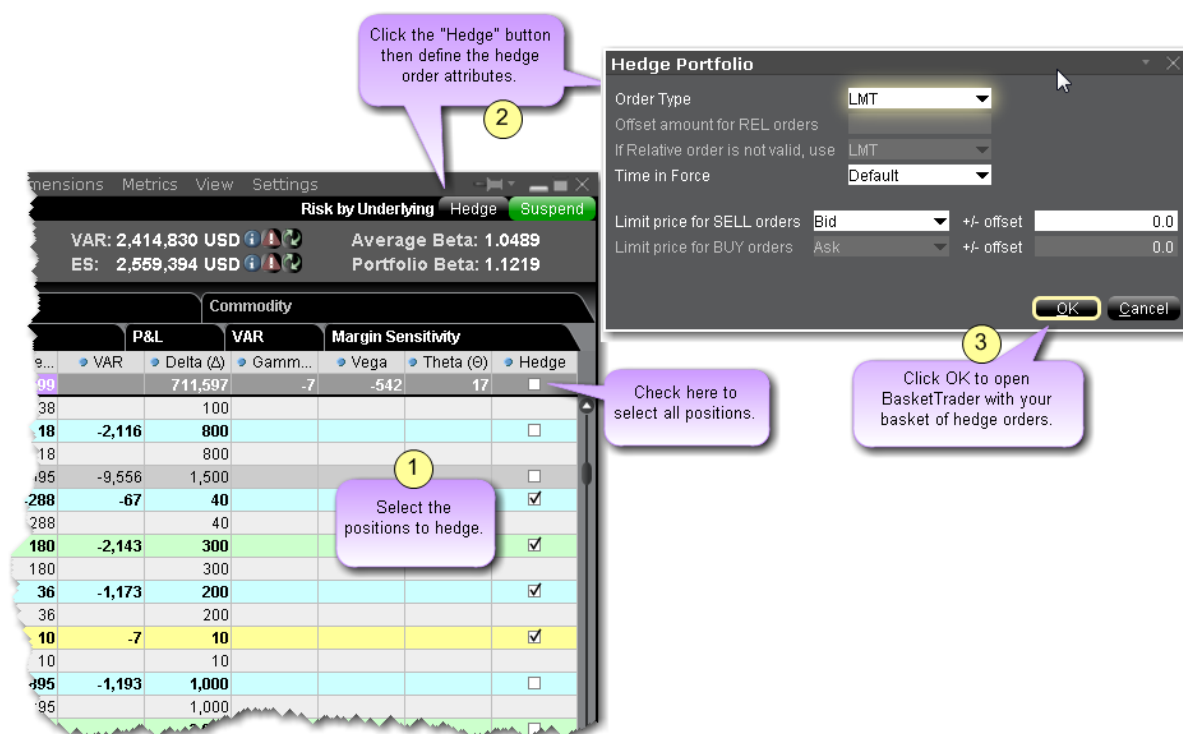 Click the "Hedge" button
then define the hedge
order attributes.
2
Hedge Portfolio
Order Type LMT
Offset amount for REL orders
If Relative order is not valid, use LMT
Time in Force Default
Limit price for SELL orders Bid +/- offset 0.0
Limit price for BUY orders Ask +/- offset 0.0
OK Cancel
3
Click OK to open
BasketTrader with your
basket of hedge orders.
Metrics View Settings
Risk by Underlying Hedge Suspend
VAR: 2,414,830 USD Average Beta: 1.0489
ES: 2,559,394 USD Portfolio Beta: 1.1219
Commodity
P&L VAR Margin Sensitivity
VAR Delta (Δ) Gamm... Vega Theta (Θ) Hedge
99 711,597 -7 -542 17
Check here to
select all positions.
38 100
18 -2,116 800
18 800
95 -9,556 1,500
1
Select the
positions to hedge.
288 -67 40
288 40
180 -2,143 300
180 300
36 -1,173 200
36 200
10 -7 10
10 10
395 -1,193 1,000
95 1,000